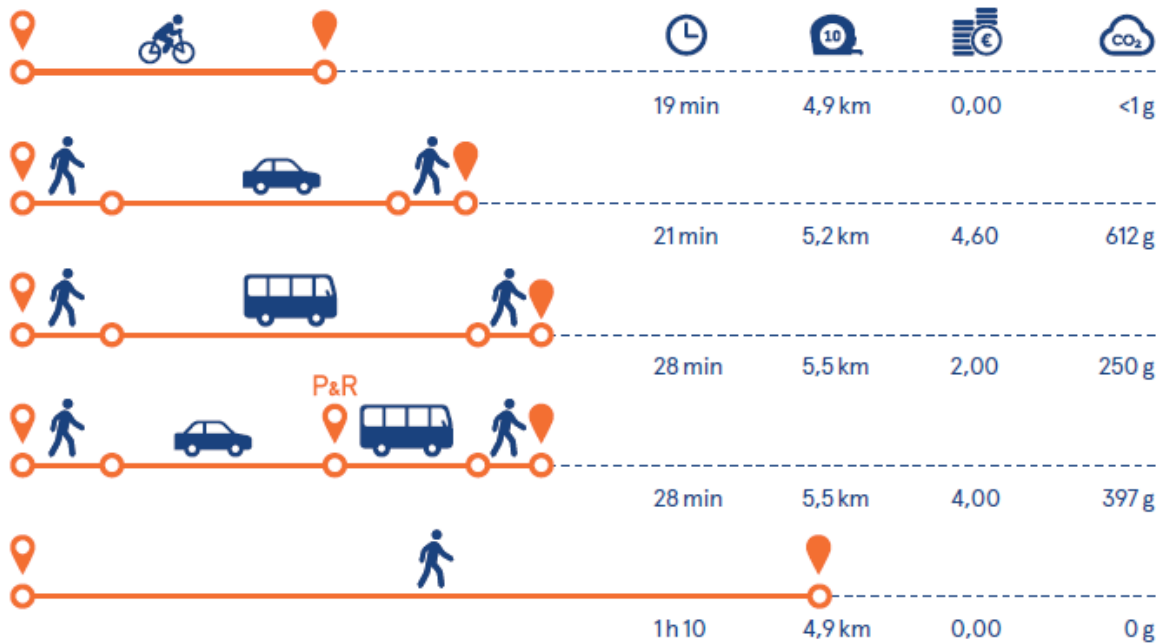 10 € CO₂
19 min 4,9 km 0,00 <1 g
21 min 5,2 km 4,60 612 g
28 min 5,5 km 2,00 250 g
P&R
28 min 5,5 km 4,00 397 g
1 h 10 4,9 km 0,00 0 g